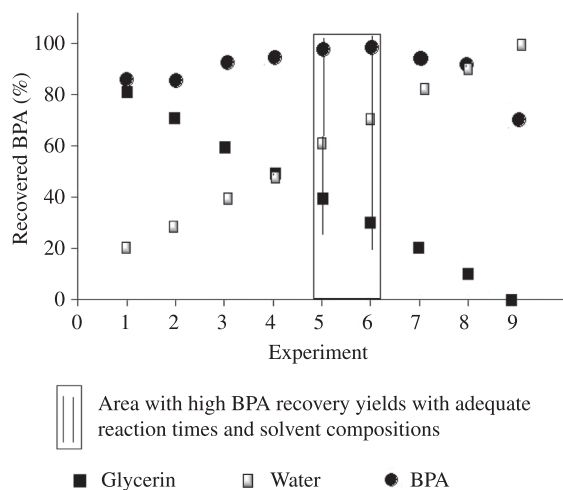 100
80
60
40
20
0
Recovered BPA (%)
0 1 2 3 4 5 6 7 8 9
Experiment
Area with high BPA recovery yields with adequate
reaction times and solvent compositions
Glycerin Water BPA